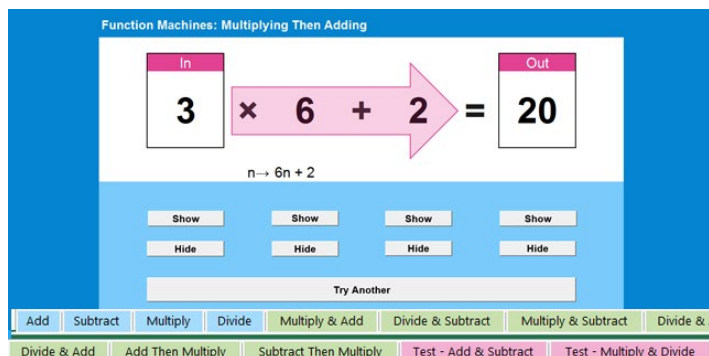 Function Machines: Multiplying Then Adding
In Out
3 × 6 + 2 = 20
n→ 6n + 2
Show Show Show Show
Hide Hide Hide Hide
Try Another
Add Subtract Multiply Divide Multiply & Add Divide & Subtract Multiply & Subtract Divide &
Divide & Add Add Then Multiply Subtract Then Multiply Test - Add & Subtract Test - Multiply & Divide